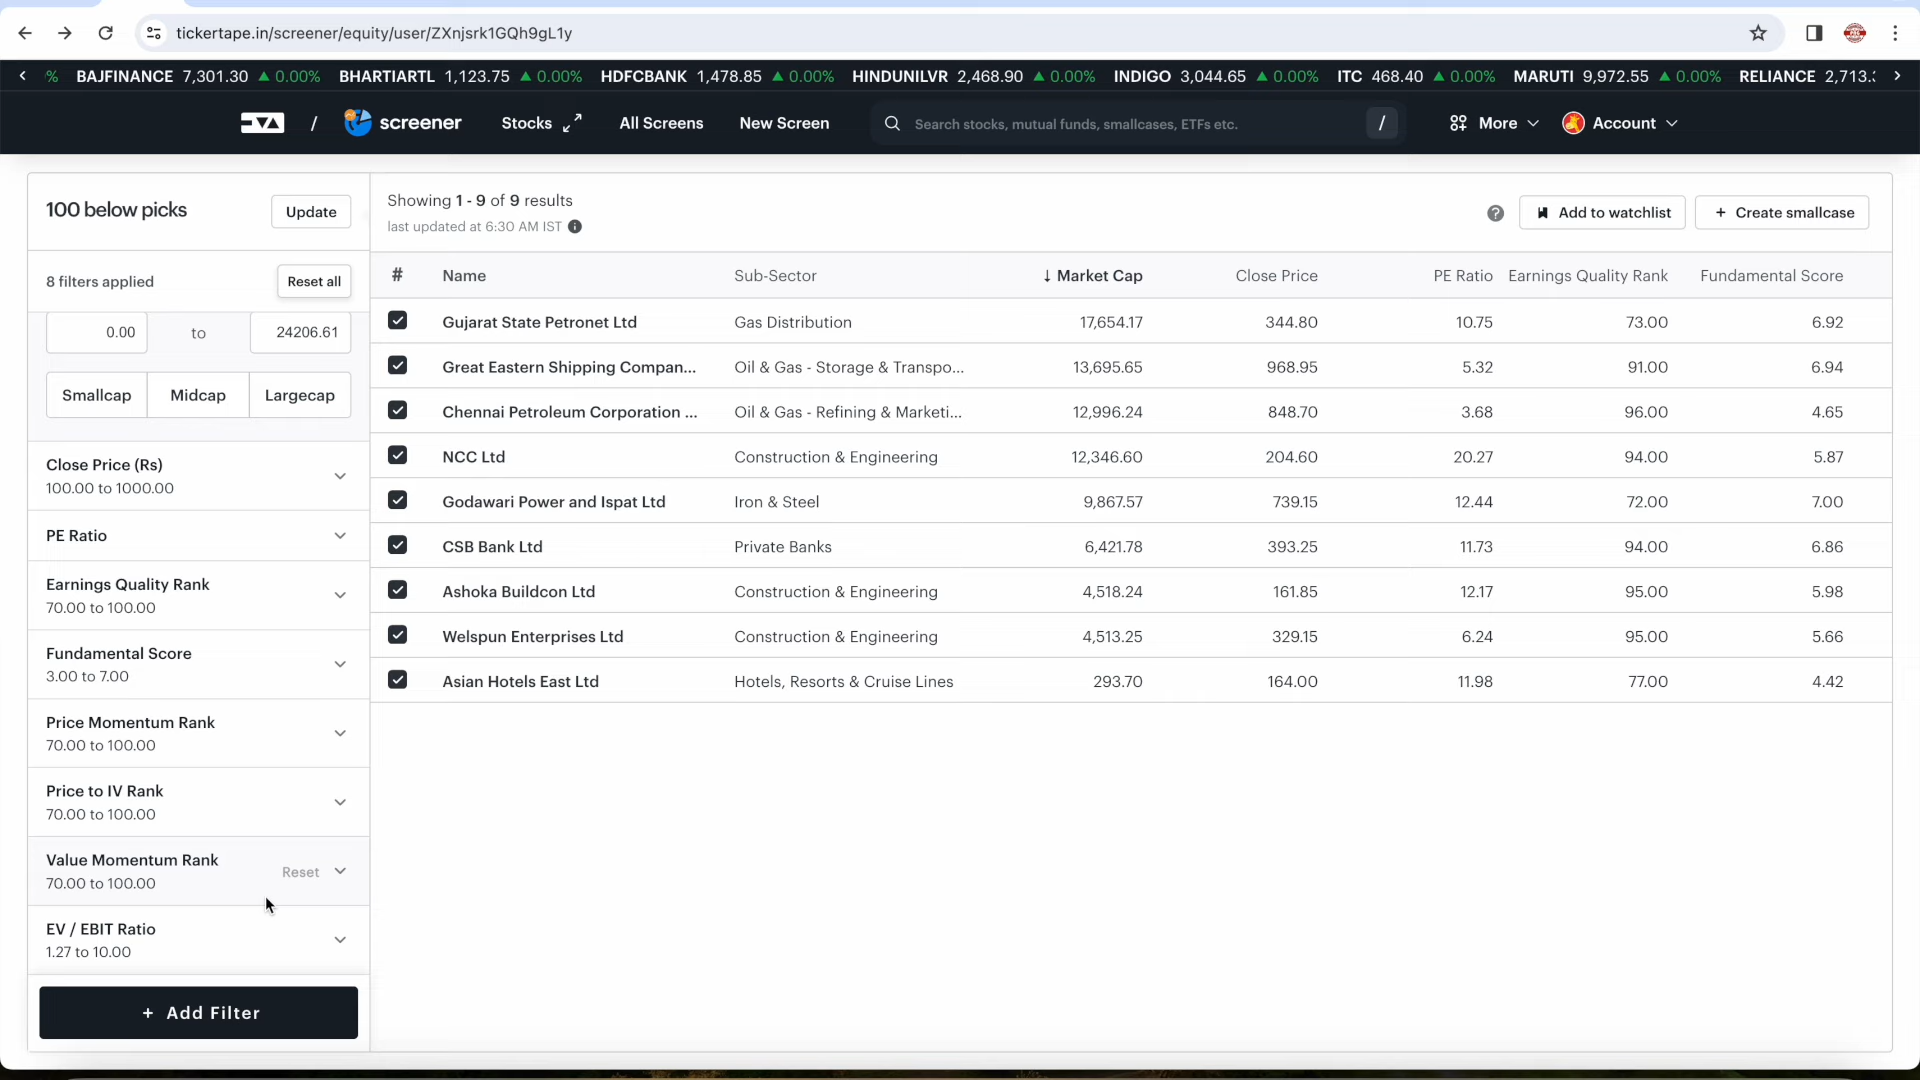 tickertape.in/screener/equity/user/ZXnjsrk1GQh9gL1y
% BAJFINANCE 7,301.30 ▲ 0.00% BHARTIARTL 1,123.75 ▲ 0.00% HDFCBANK 1,478.85 ▲ 0.00% HINDUNILVR 2,468.90 ▲ 0.00% INDIGO 3,044.65 ▲ 0.00% ITC 468.40 ▲ 0.00% MARUTI 9,972.55 ▲ 0.00% RELIANCE 2,713.
/ screener Stocks All Screens New Screen Search stocks, mutual funds, smallcases, ETFs etc. / More Account
100 below picks Update
Showing 1 - 9 of 9 results
last updated at 6:30 AM IST
? Add to watchlist + Create smallcase
8 filters applied Reset all
0.00 to 24206.61
Smallcap Midcap Largecap
Close Price (Rs)
100.00 to 1000.00
PE Ratio
Earnings Quality Rank
70.00 to 100.00
Fundamental Score
3.00 to 7.00
Price Momentum Rank
70.00 to 100.00
Price to IV Rank
70.00 to 100.00
Value Momentum Rank
70.00 to 100.00
Reset
EV / EBIT Ratio
1.27 to 10.00
+ Add Filter
# Name Sub-Sector ↓ Market Cap Close Price PE Ratio Earnings Quality Rank Fundamental Score
Gujarat State Petronet Ltd Gas Distribution 17,654.17 344.80 10.75 73.00 6.92
Great Eastern Shipping Compan... Oil & Gas - Storage & Transpo... 13,695.65 968.95 5.32 91.00 6.94
Chennai Petroleum Corporation ... Oil & Gas - Refining & Marketi... 12,996.24 848.70 3.68 96.00 4.65
NCC Ltd Construction & Engineering 12,346.60 204.60 20.27 94.00 5.87
Godawari Power and Ispat Ltd Iron & Steel 9,867.57 739.15 12.44 72.00 7.00
CSB Bank Ltd Private Banks 6,421.78 393.25 11.73 94.00 6.86
Ashoka Buildcon Ltd Construction & Engineering 4,518.24 161.85 12.17 95.00 5.98
Welspun Enterprises Ltd Construction & Engineering 4,513.25 329.15 6.24 95.00 5.66
Asian Hotels East Ltd Hotels, Resorts & Cruise Lines 293.70 164.00 11.98 77.00 4.42